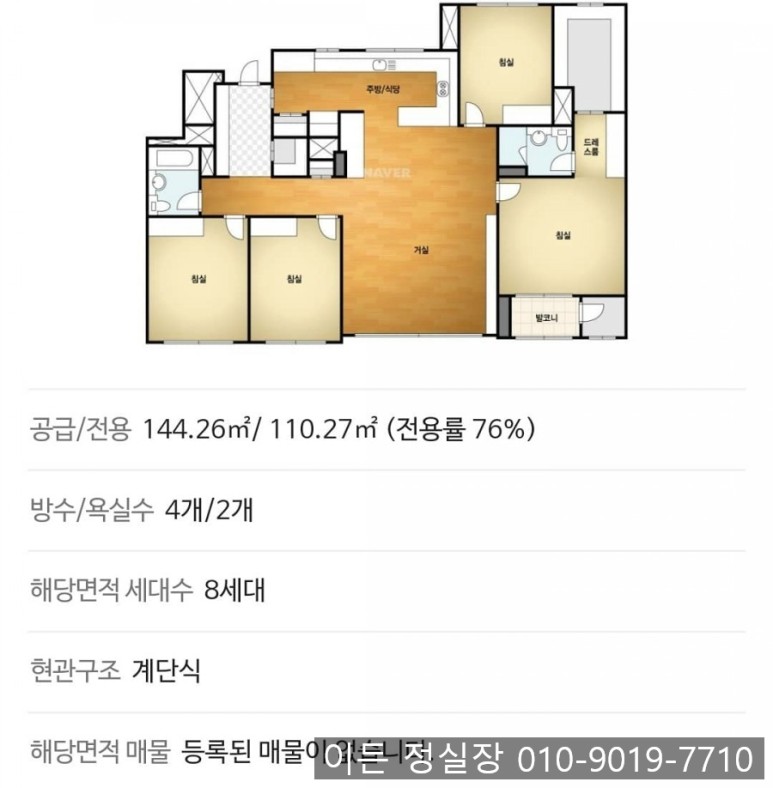 침실
주방/식당
드레
스룸
NAVER
침실
거실
침실
침실
발코니
공급/전용 144.26㎡/ 110.27㎡ (전용률 76%)
방수/욕실수 4개/2개
해당면적 세대수 8세대
현관구조 계단식
해당면적 매물 등록된 매물이 없습니다.
이든 정실장 010-9019-7710